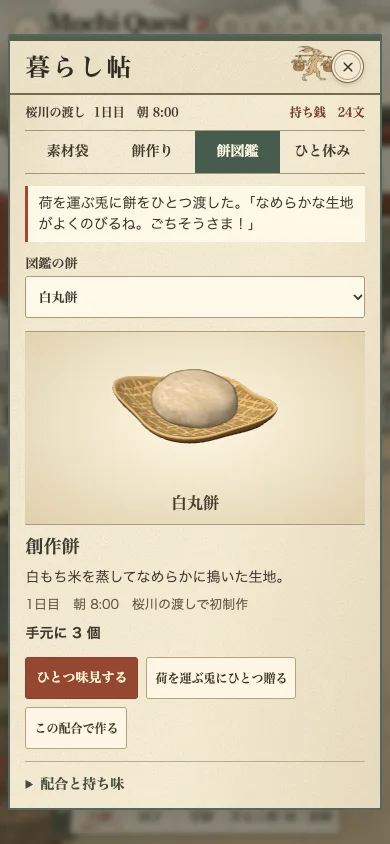 Mochi Quest
暮らし帖
×
桜川の渡し 1日目 朝 8:00 持ち銭 24文
素材袋 餅作り 餅図鑑 ひと休み
荷を運ぶ兎に餅をひとつ渡した。「なめらかな生地
がよくのびるね。ごちそうさま！」
図鑑の餅
白丸餅
白丸餅
創作餅
白もち米を蒸してなめらかに搗いた生地。
1日目 朝 8:00 桜川の渡しで初制作
手元に 3 個
ひとつ味見する 荷を運ぶ兎にひとつ贈る
この配合で作る
▶ 配合と持ち味